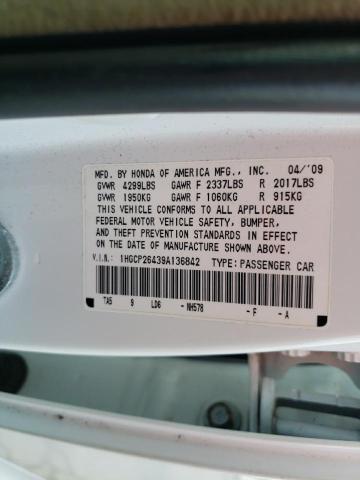 MFD. BY HONDA OF AMERICA MFG., INC. 04/'09
GVWR 4299LBS GAWR F 2337LBS R 2017LBS
GVWR 1950KG GAWR F 1060KG R 915KG
THIS VEHICLE CONFORMS TO ALL APPLICABLE
FEDERAL MOTOR VEHICLE SAFETY, BUMPER,
AND THEFT PREVENTION STANDARDS IN EFFECT
ON THE DATE OF MANUFACTURE SHOWN ABOVE.
V.I.N.: 1HGCP26439A136842 TYPE: PASSENGER CAR
TA5 9 LD6 -NH578 -F -A